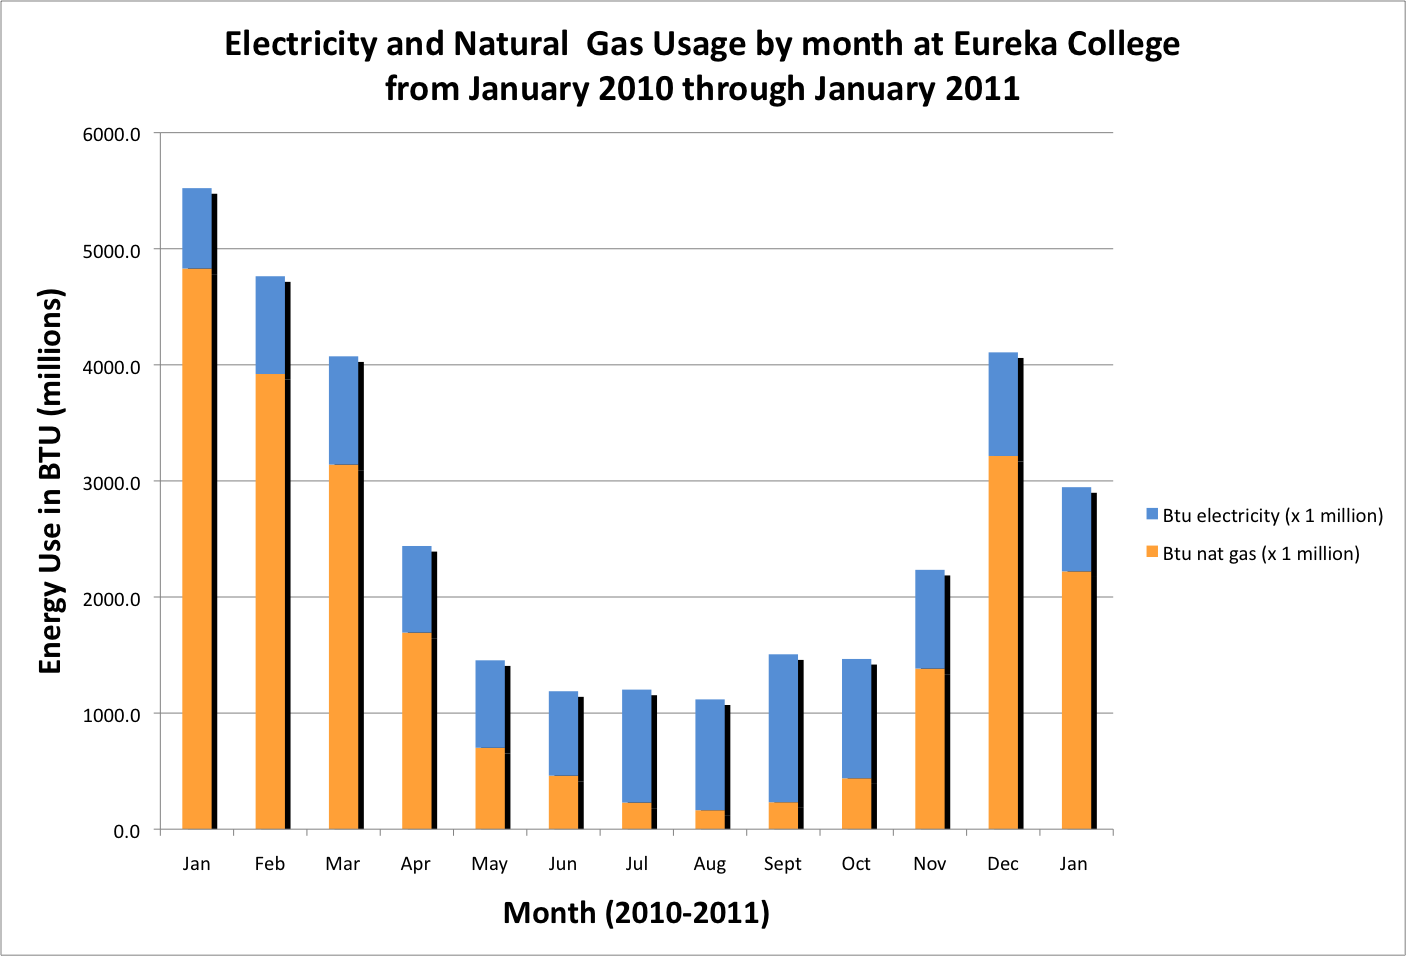 Electricity and Natural  Gas Usage by month at Eureka College
from January 2010 through January 2011
6000.0
5000.0
4000.0
3000.0
2000.0
1000.0
0.0
Energy Use in BTU (millions)
Jan Feb Mar Apr May Jun Jul Aug Sept Oct Nov Dec Jan
Month (2010-2011)
Btu electricity (x 1 million)
Btu nat gas (x 1 million)